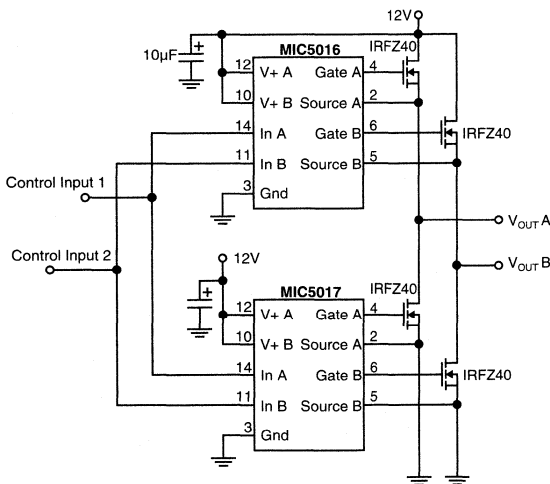 12V
MIC5016
IRFZ40
10µF
+
12 V+ A Gate A 4
10 V+ B Source A 2
14 In A Gate B 6
IRFZ40
11 In B Source B 5
3 Gnd
Control Input 1
Control Input 2
VOUT A
VOUT B
12V
MIC5017
IRFZ40
+
12 V+ A Gate A 4
10 V+ B Source A 2
14 In A Gate B 6
IRFZ40
11 In B Source B 5
3 Gnd